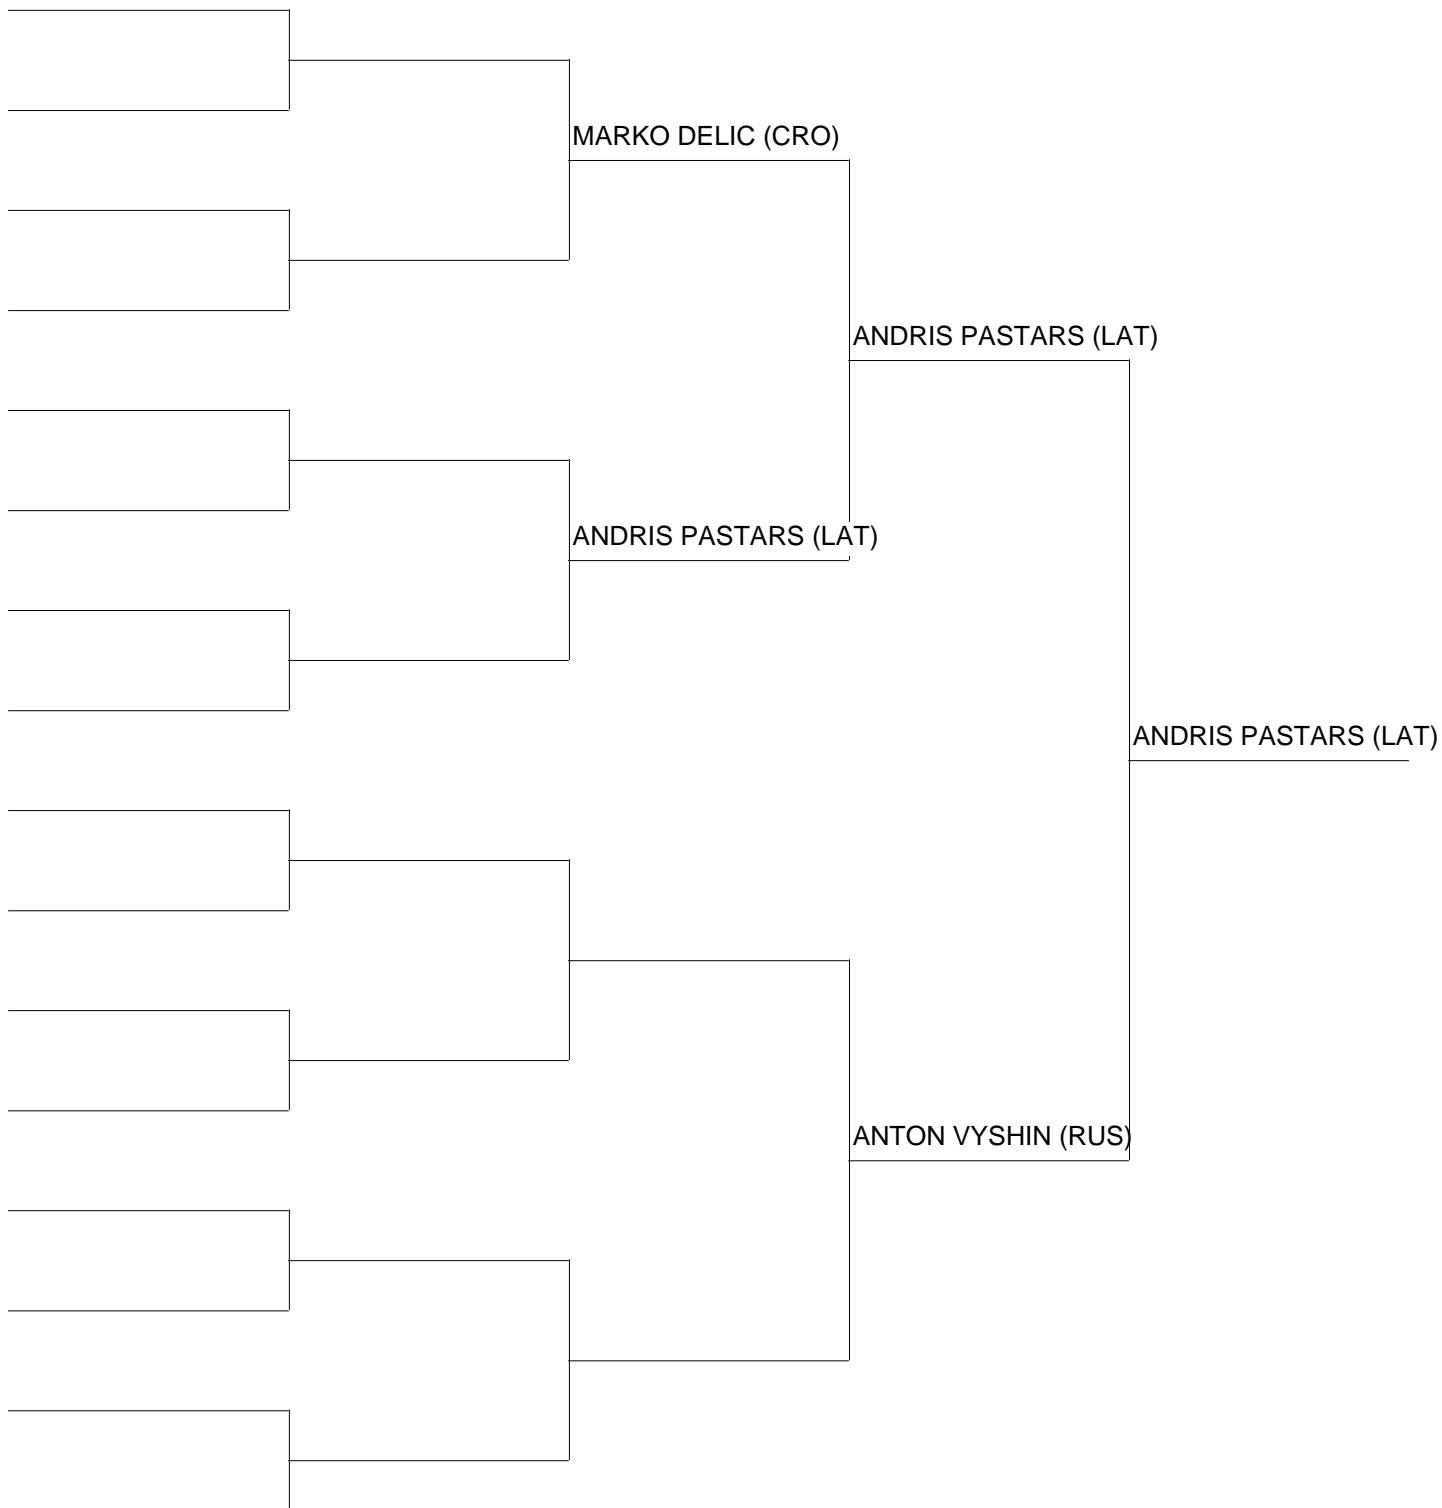 MARKO DELIC (CRO)
ANDRIS PASTARS (LAT)
ANDRIS PASTARS (LAT)
ANDRIS PASTARS (LAT)
ANTON VYSHIN (RUS)